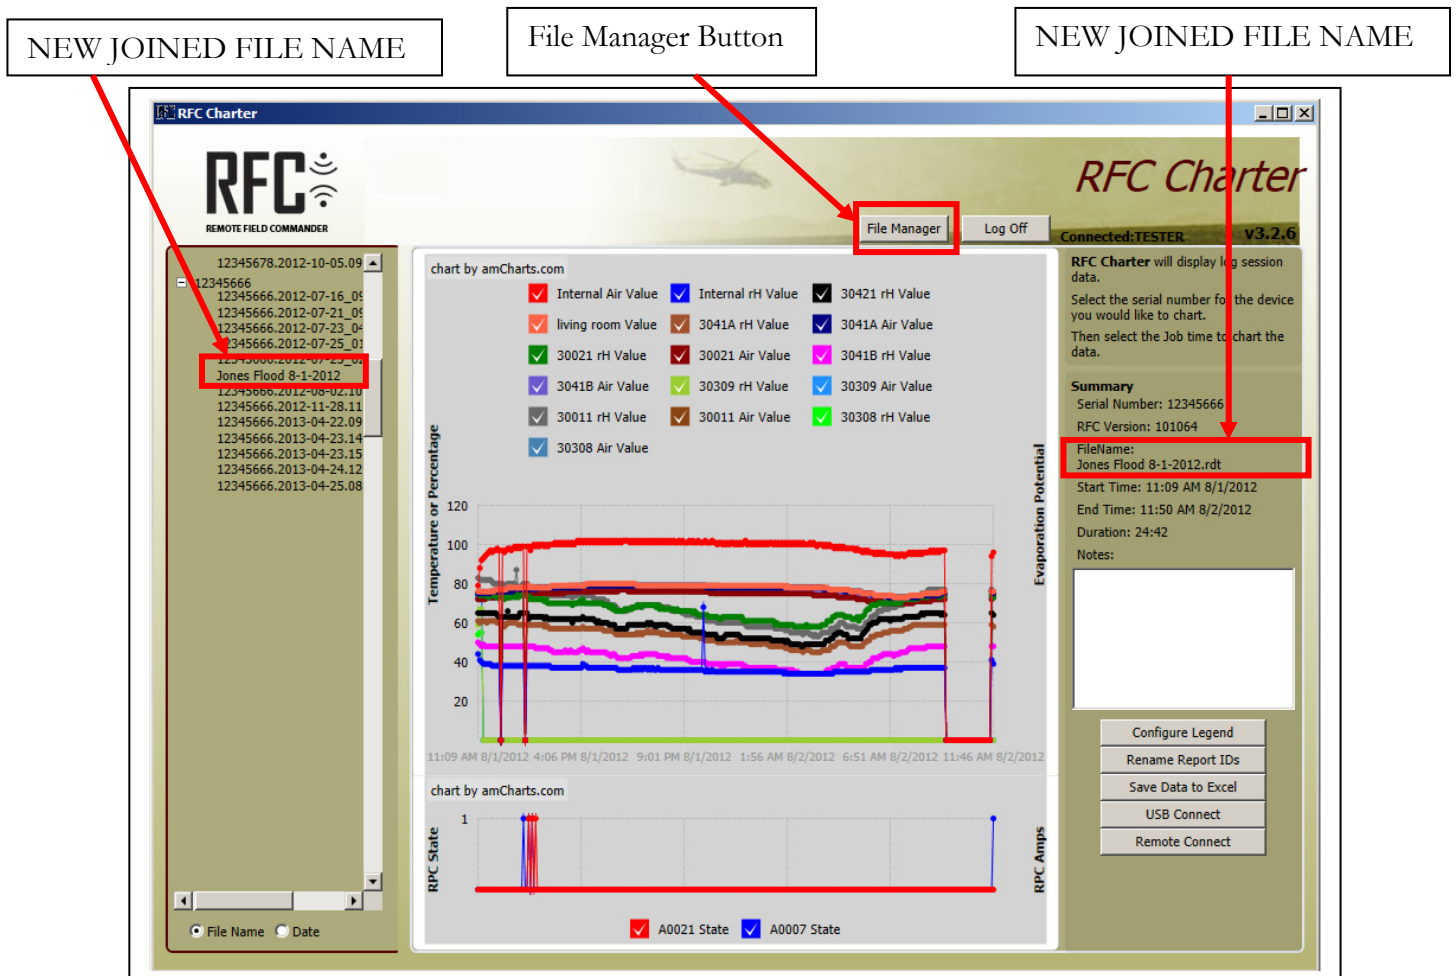 NEW JOINED FILE NAME
File Manager Button
NEW JOINED FILE NAME
RFC Charter
RFC
REMOTE FIELD COMMANDER
RFC Charter
File Manager
Log Off
Connected:TESTER
v3.2.6
12345678.2012-10-05.09
12345666
12345666.2012-07-16_09
12345666.2012-07-21_09
12345666.2012-07-23_04
12345666.2012-07-25_01
12345666.2012-07-25_02
Jones Flood 8-1-2012
12345666.2012-08-02.10
12345666.2012-11-28.11
12345666.2013-04-22.09
12345666.2013-04-23.14
12345666.2013-04-23.15
12345666.2013-04-24.12
12345666.2013-04-25.08
File Name
Date
chart by amCharts.com
Internal Air Value
Internal rH Value
30421 rH Value
living room Value
3041A rH Value
3041A Air Value
30021 rH Value
30021 Air Value
3041B rH Value
3041B Air Value
30309 rH Value
30309 Air Value
30011 rH Value
30011 Air Value
30308 rH Value
30308 Air Value
Temperature or Percentage
Evaporation Potential
120
100
80
60
40
20
11:09 AM 8/1/2012
4:06 PM 8/1/2012
9:01 PM 8/1/2012
1:56 AM 8/2/2012
6:51 AM 8/2/2012
11:46 AM 8/2/2012
chart by amCharts.com
1
RPC State
RPC Amps
A0021 State
A0007 State
RFC Charter will display log session
data.
Select the serial number for the device
you would like to chart.
Then select the Job time to chart the
data.
Summary
Serial Number: 12345666
RFC Version: 101064
FileName:
Jones Flood 8-1-2012.rdt
Start Time: 11:09 AM 8/1/2012
End Time: 11:50 AM 8/2/2012
Duration: 24:42
Notes:
Configure Legend
Rename Report IDs
Save Data to Excel
USB Connect
Remote Connect